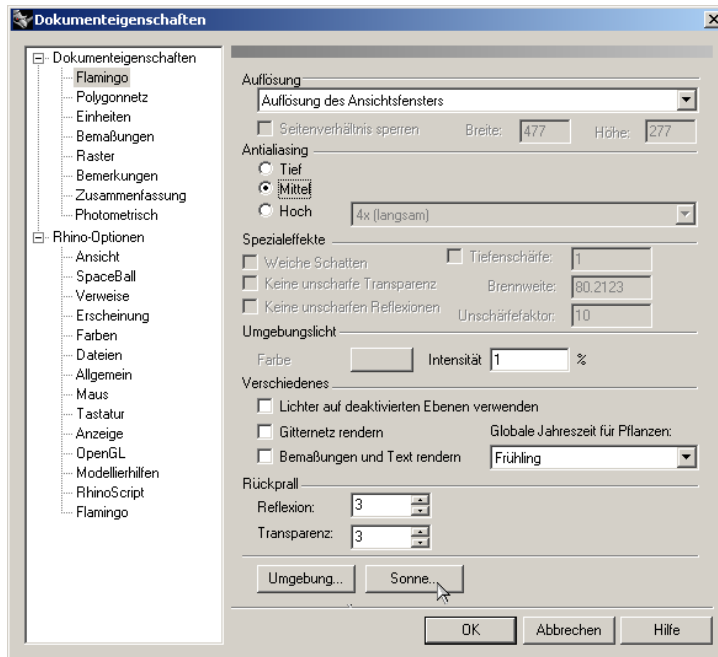 Dokumenteigenschaften
Dokumenteigenschaften
Flamingo
Polygonnetz
Einheiten
Bemaßungen
Raster
Bemerkungen
Zusammenfassung
Photometrisch
Rhino-Optionen
Ansicht
SpaceBall
Verweise
Erscheinung
Farben
Dateien
Allgemein
Maus
Tastatur
Anzeige
OpenGL
Modellierhilfen
RhinoScript
Flamingo
Auflösung
Auflösung des Ansichtsfensters
Seitenverhältnis sperren Breite: 477 Höhe: 277
Antialiasing
Tief
Mittel
Hoch 4x (langsam)
Spezialeffekte
Weiche Schatten Tiefenschärfe: 1
Keine unscharfe Transparenz Brennweite: 80.2123
Keine unscharfen Reflexionen Unschärfefaktor: 10
Umgebungslicht
Farbe Intensität 1 %
Verschiedenes
Lichter auf deaktivierten Ebenen verwenden
Gitternetz rendern Globale Jahreszeit für Pflanzen:
Bemaßungen und Text rendern Frühling
Rückprall
Reflexion: 3
Transparenz: 3
Umgebung... Sonne...
OK Abbrechen Hilfe